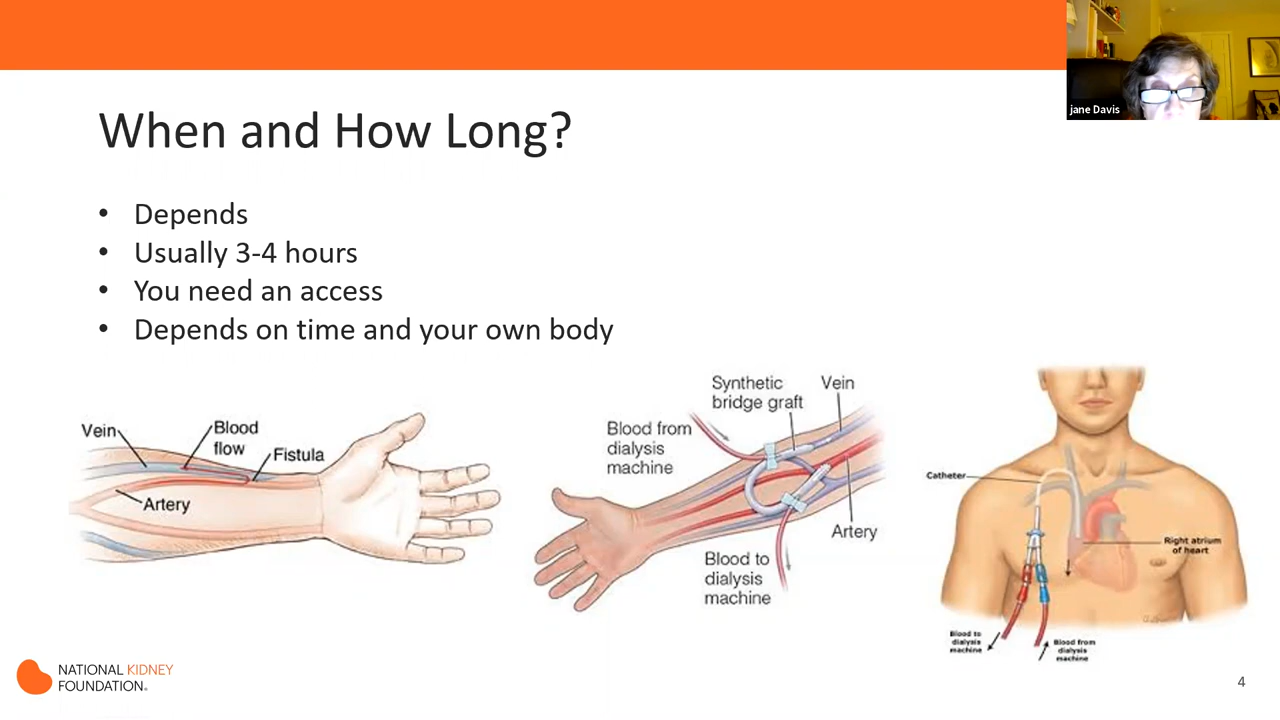 jane Davis
When and How Long?
• Depends
• Usually 3-4 hours
• You need an access
• Depends on time and your own body
Vein
Blood
flow
Fistula
Artery
Synthetic
bridge graft
Vein
Blood from
dialysis
machine
Artery
Blood to
dialysis
machine
Catheter
Right atrium
of heart
Blood to
dialysis
machine
Blood from
dialysis
machine
NATIONAL KIDNEY
FOUNDATION®
4